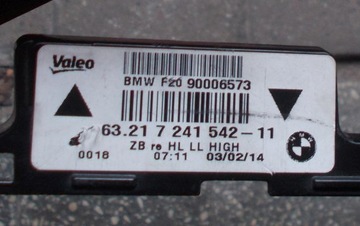 Valeo
BMW F20 90006573
63.21 7 241 542-11
ZB re HL LL HIGH
0018 07:11 03/02/14
BMW